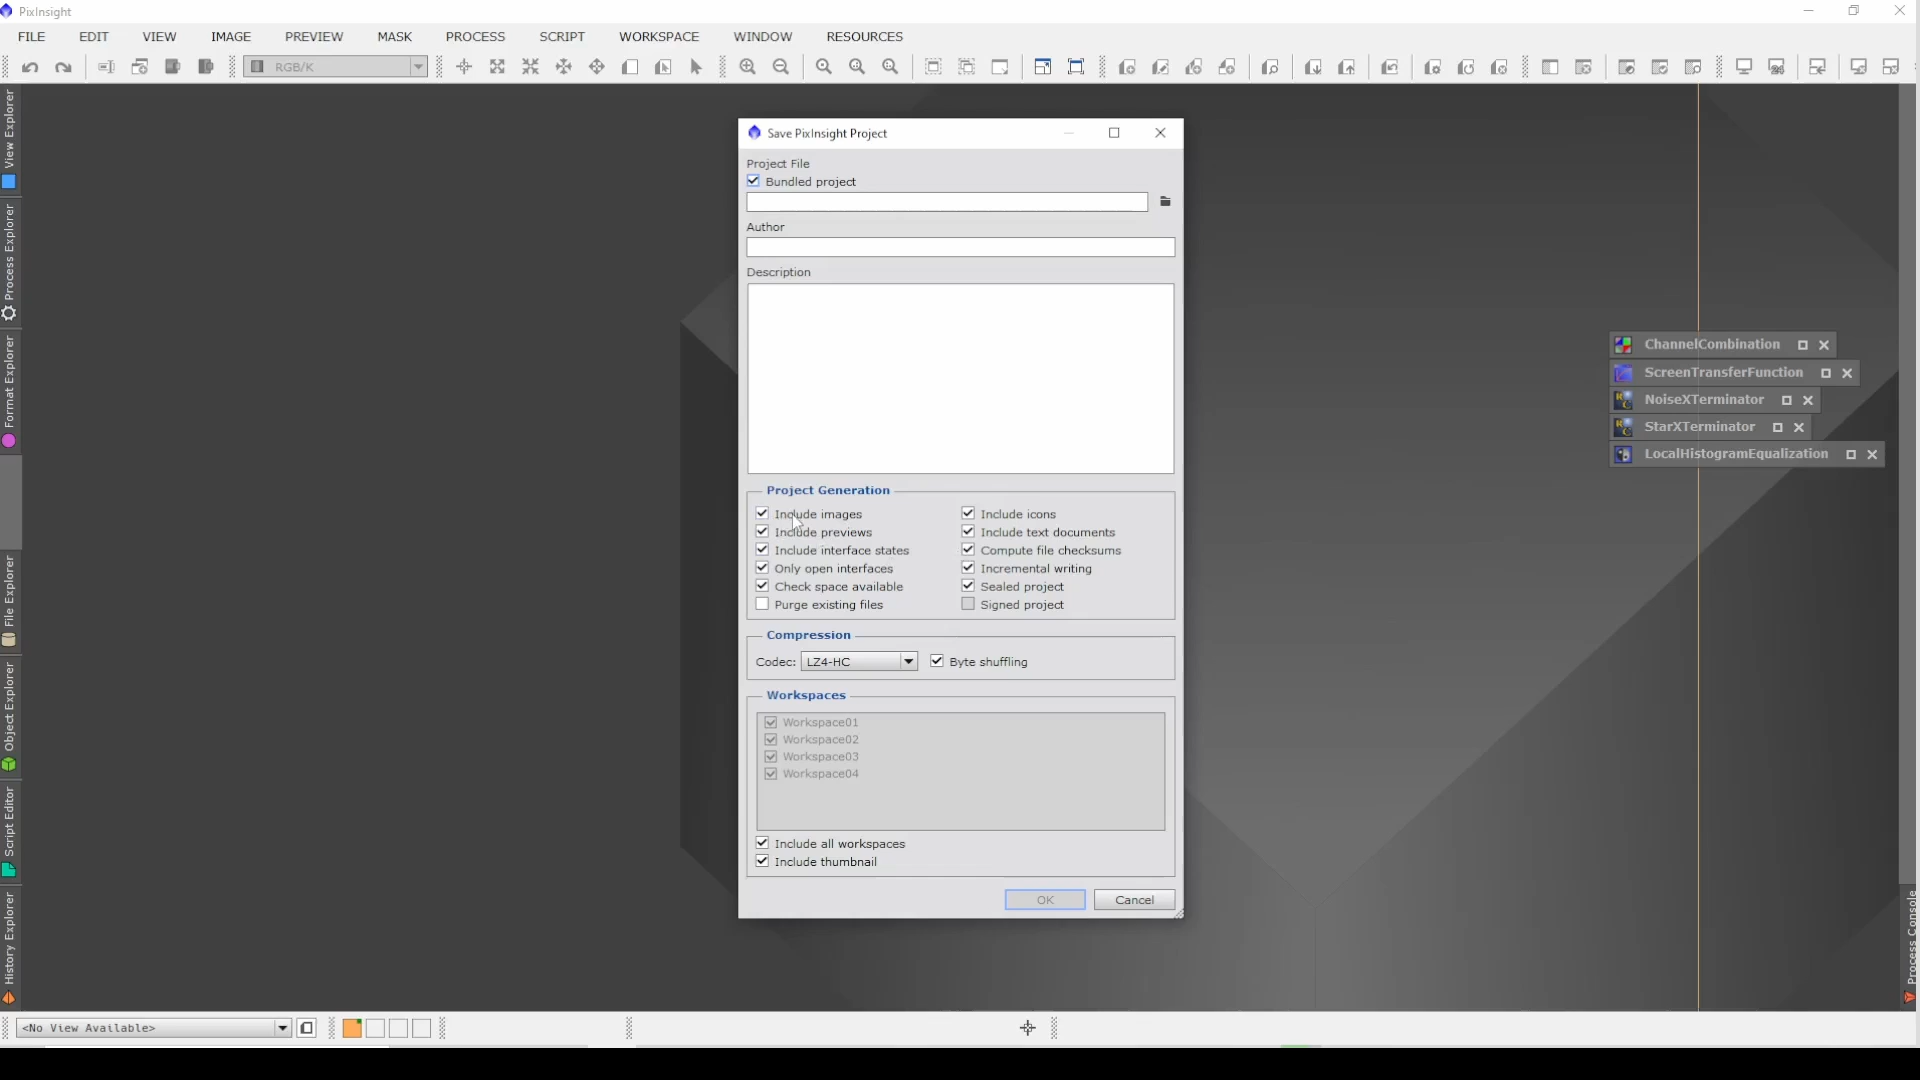 PixInsight
FILE EDIT VIEW IMAGE PREVIEW MASK PROCESS SCRIPT WORKSPACE WINDOW RESOURCES
RGB/K
View Explorer
Process Explorer
Format Explorer
File Explorer
Object Explorer
Script Editor
History Explorer
Save PixInsight Project
Project File
Bundled project
Author
Description
Project Generation
Include images Include icons
Include previews Include text documents
Include interface states Compute file checksums
Only open interfaces Incremental writing
Check space available Sealed project
Purge existing files Signed project
Compression
Codec: LZ4-HC Byte shuffling
Workspaces
Workspace01
Workspace02
Workspace03
Workspace04
Include all workspaces
Include thumbnail
OK Cancel
ChannelCombination
ScreenTransferFunction
NoiseXTerminator
StarXTerminator
LocalHistogramEqualization
Process Console
<No View Available>